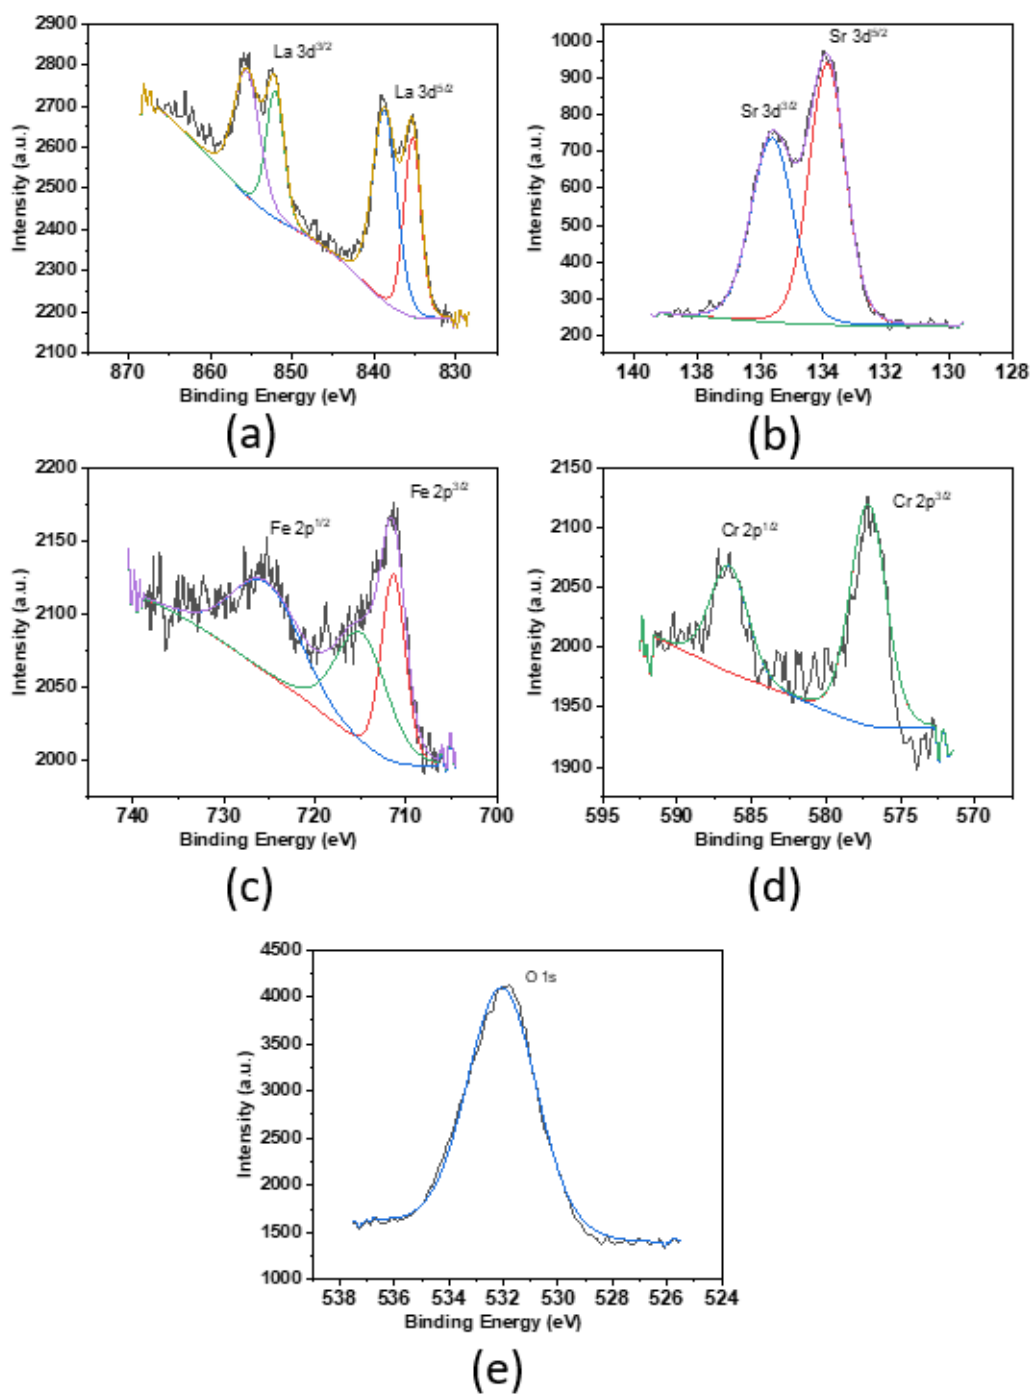 2900
2800
2700
2600
2500
2400
2300
2200
2100
Intensity (a.u.)
La 3d3/2
La 3d5/2
870 860 850 840 830
Binding Energy (eV)
(a)
1000
900
800
700
600
500
400
300
200
Intensity (a.u.)
Sr 3d5/2
Sr 3d3/2
140 138 136 134 132 130 128
Binding Energy (eV)
(b)
2200
2150
2100
2050
2000
Intensity (a.u.)
Fe 2p3/2
Fe 2p1/2
740 730 720 710 700
Binding Energy (eV)
(c)
2150
2100
2050
2000
1950
1900
Intensity (a.u.)
Cr 2p3/2
Cr 2p1/2
595 590 585 580 575 570
Binding Energy (eV)
(d)
4500
4000
3500
3000
2500
2000
1500
1000
Intensity (a.u.)
O 1s
538 536 534 532 530 528 526 524
Binding Energy (eV)
(e)